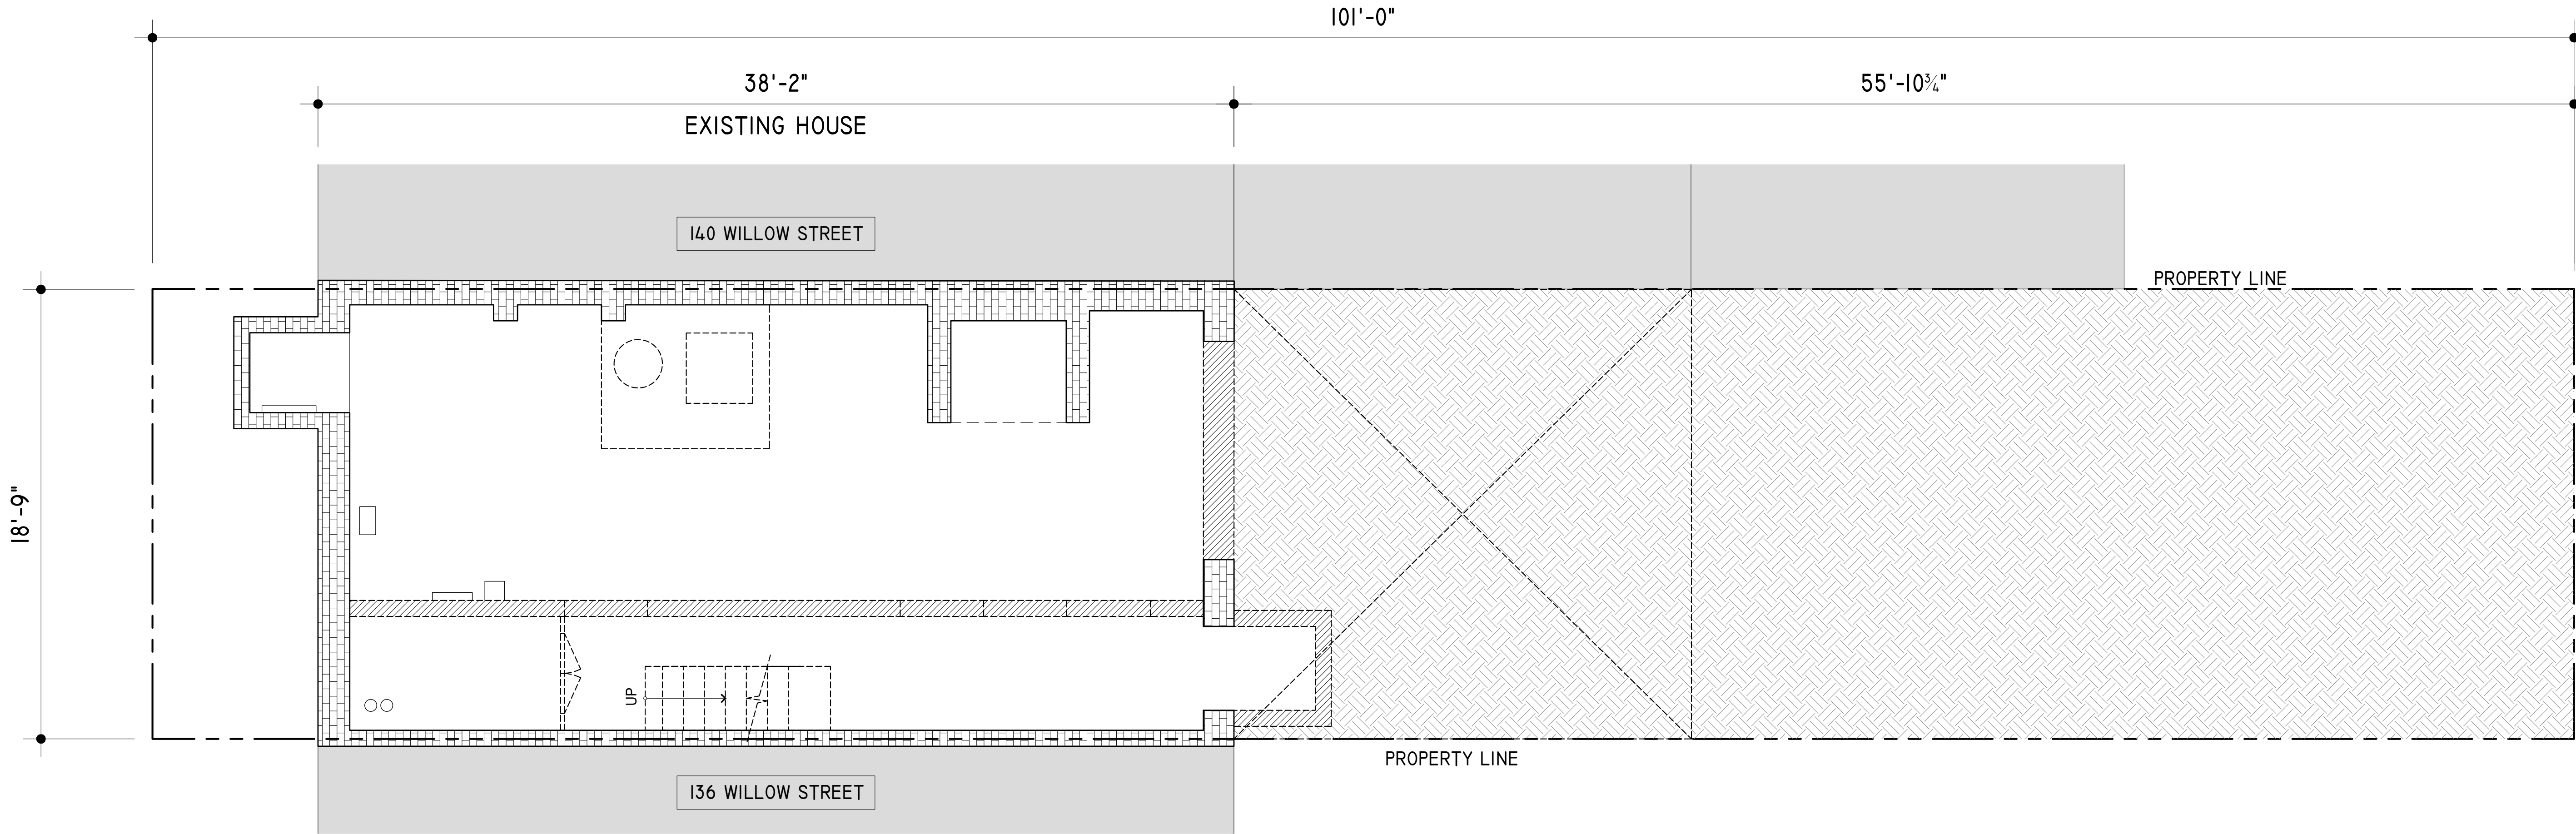 101'-0"
38'-2"
55'-10¾"
EXISTING HOUSE
140 WILLOW STREET
PROPERTY LINE
18'-9"
UP
PROPERTY LINE
136 WILLOW STREET